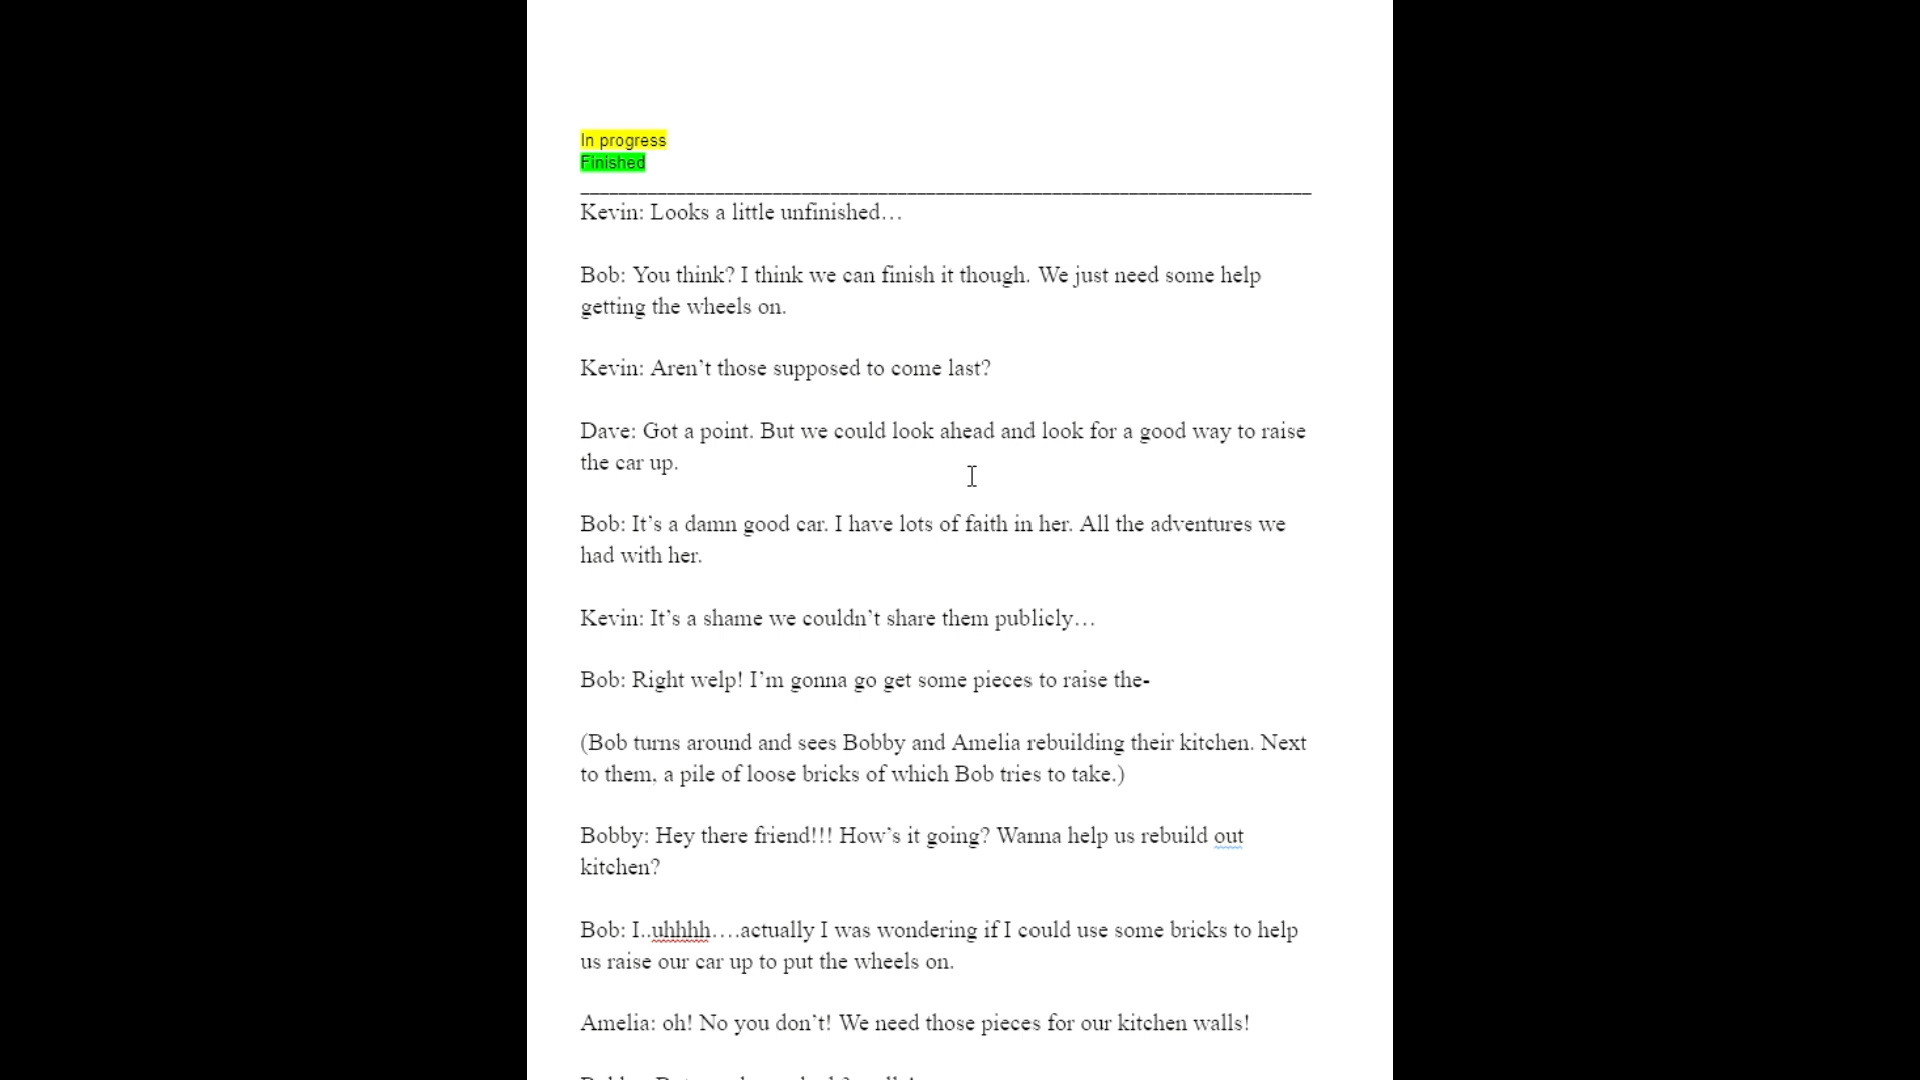 In progress
Finished
Kevin: Looks a little unfinished…
Bob: You think? I think we can finish it though. We just need some help
getting the wheels on.
Kevin: Aren’t those supposed to come last?
Dave: Got a point. But we could look ahead and look for a good way to raise
the car up.
Bob: It’s a damn good car. I have lots of faith in her. All the adventures we
had with her.
Kevin: It’s a shame we couldn’t share them publicly…
Bob: Right welp! I’m gonna go get some pieces to raise the-
(Bob turns around and sees Bobby and Amelia rebuilding their kitchen. Next
to them, a pile of loose bricks of which Bob tries to take.)
Bobby: Hey there friend!!! How’s it going? Wanna help us rebuild out
kitchen?
Bob: I..uhhhh….actually I was wondering if I could use some bricks to help
us raise our car up to put the wheels on.
Amelia: oh! No you don’t! We need those pieces for our kitchen walls!